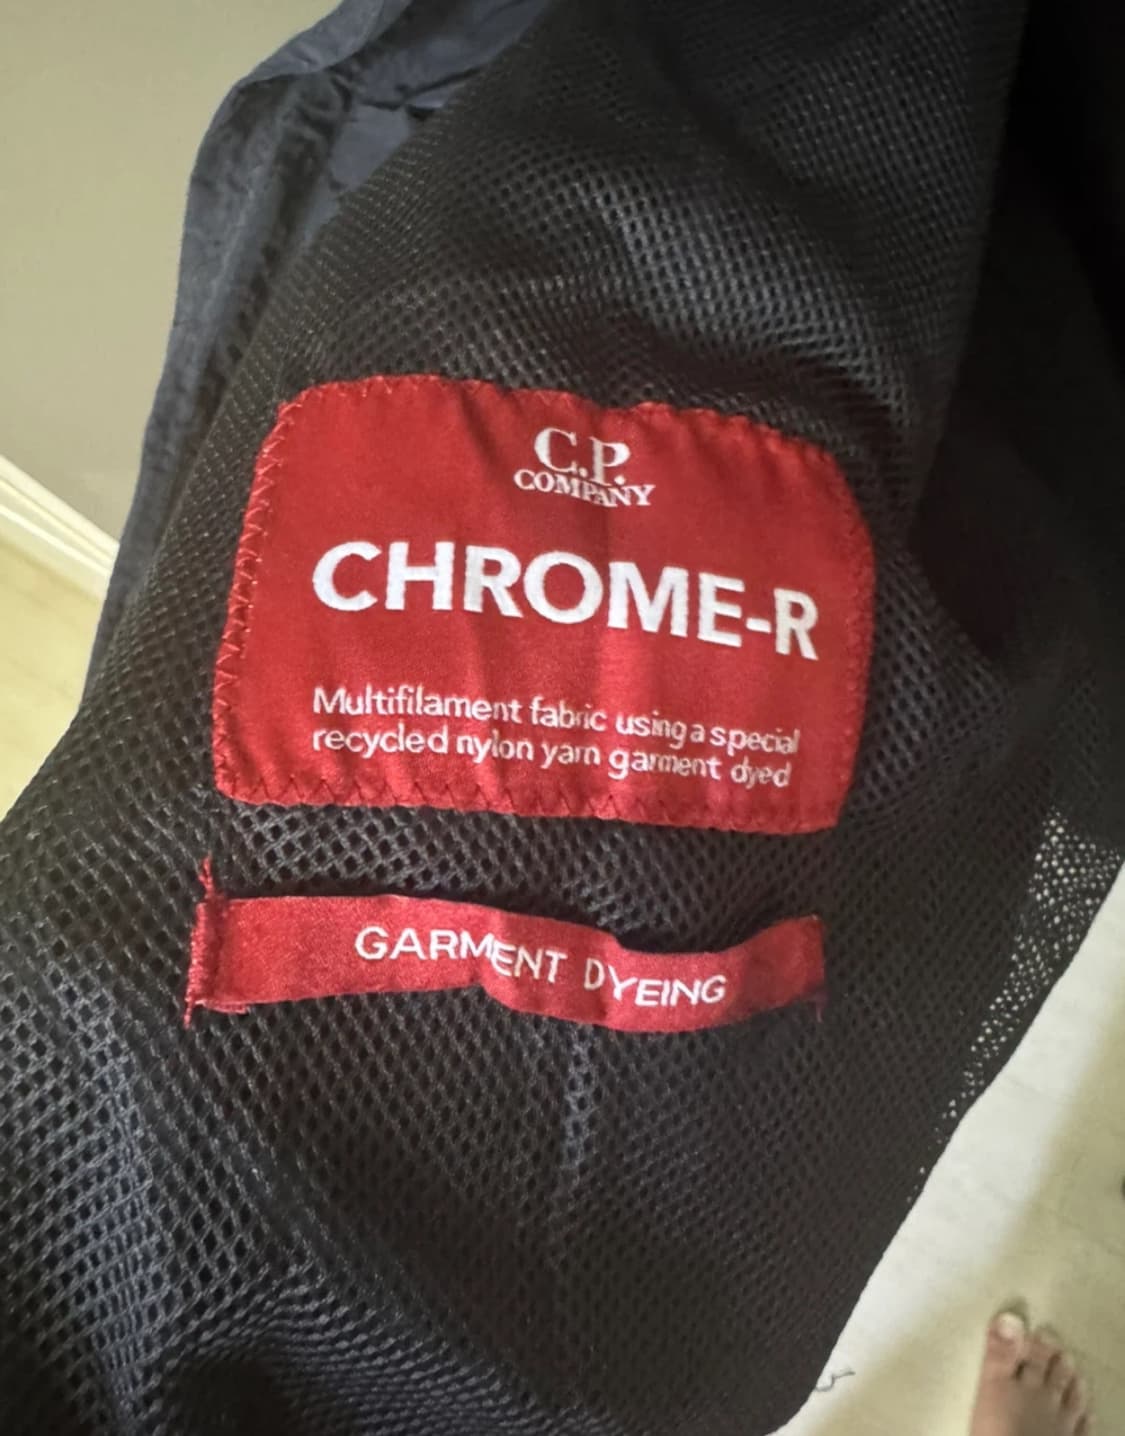 C.P.
COMPANY
CHROME-R
Multifilament fabric using a special
recycled nylon yarn garment dyed
GARMENT DYEING